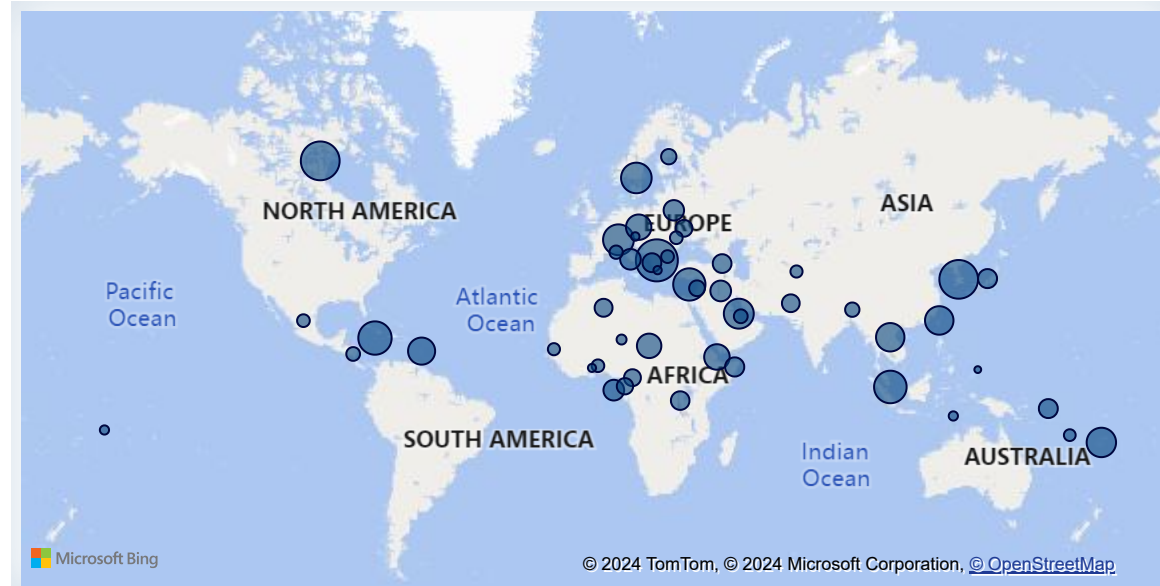 ASIA
NORTH AMERICA
EUROPE
Pacific
Ocean
Atlantic
Ocean
AFRICA
SOUTH AMERICA
Indian
Ocean
AUSTRALIA
Microsoft Bing
© 2024 TomTom, © 2024 Microsoft Corporation, © OpenStreetMap